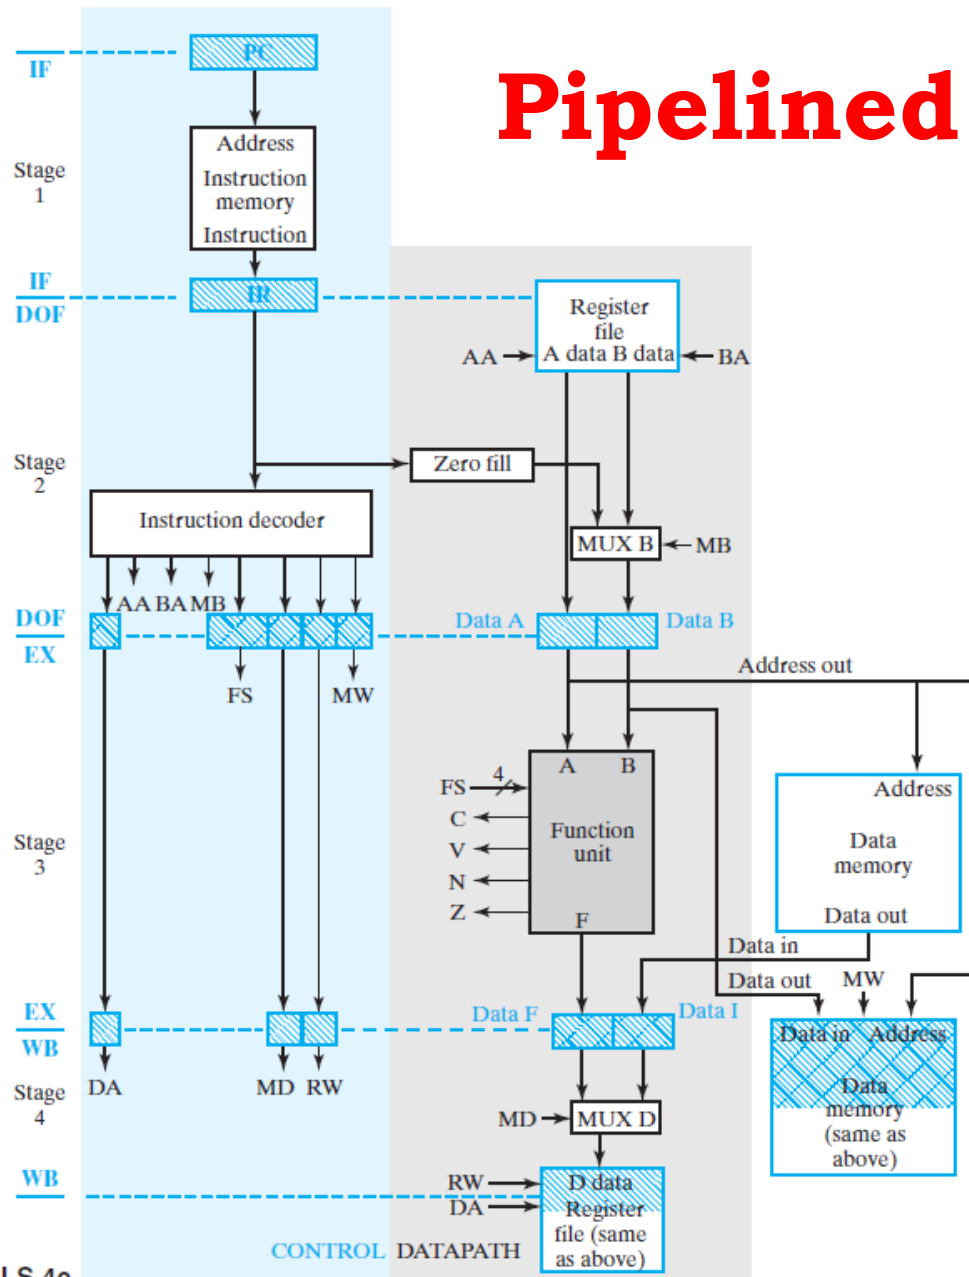 Pipelined
PC
IF
Address
Instruction
memory
Instruction
Stage
1
IF
DOF
IR
Register
file
AA
A data B data
BA
Stage
2
Zero fill
Instruction decoder
MUX B
MB
AA BA MB
DOF
EX
Data A
Data B
Address out
FS
MW
A
B
Address
FS
4
C
V
N
Z
Function
unit
F
Data
memory
Data out
Stage
3
Data in
Data out
MW
EX
WB
Data F
Data I
Data in
Address
Data
memory
(same as
above)
DA
MD
RW
Stage
4
MD
MUX D
WB
RW
DA
D data
Register
file (same
as above)
CONTROL
DATAPATH